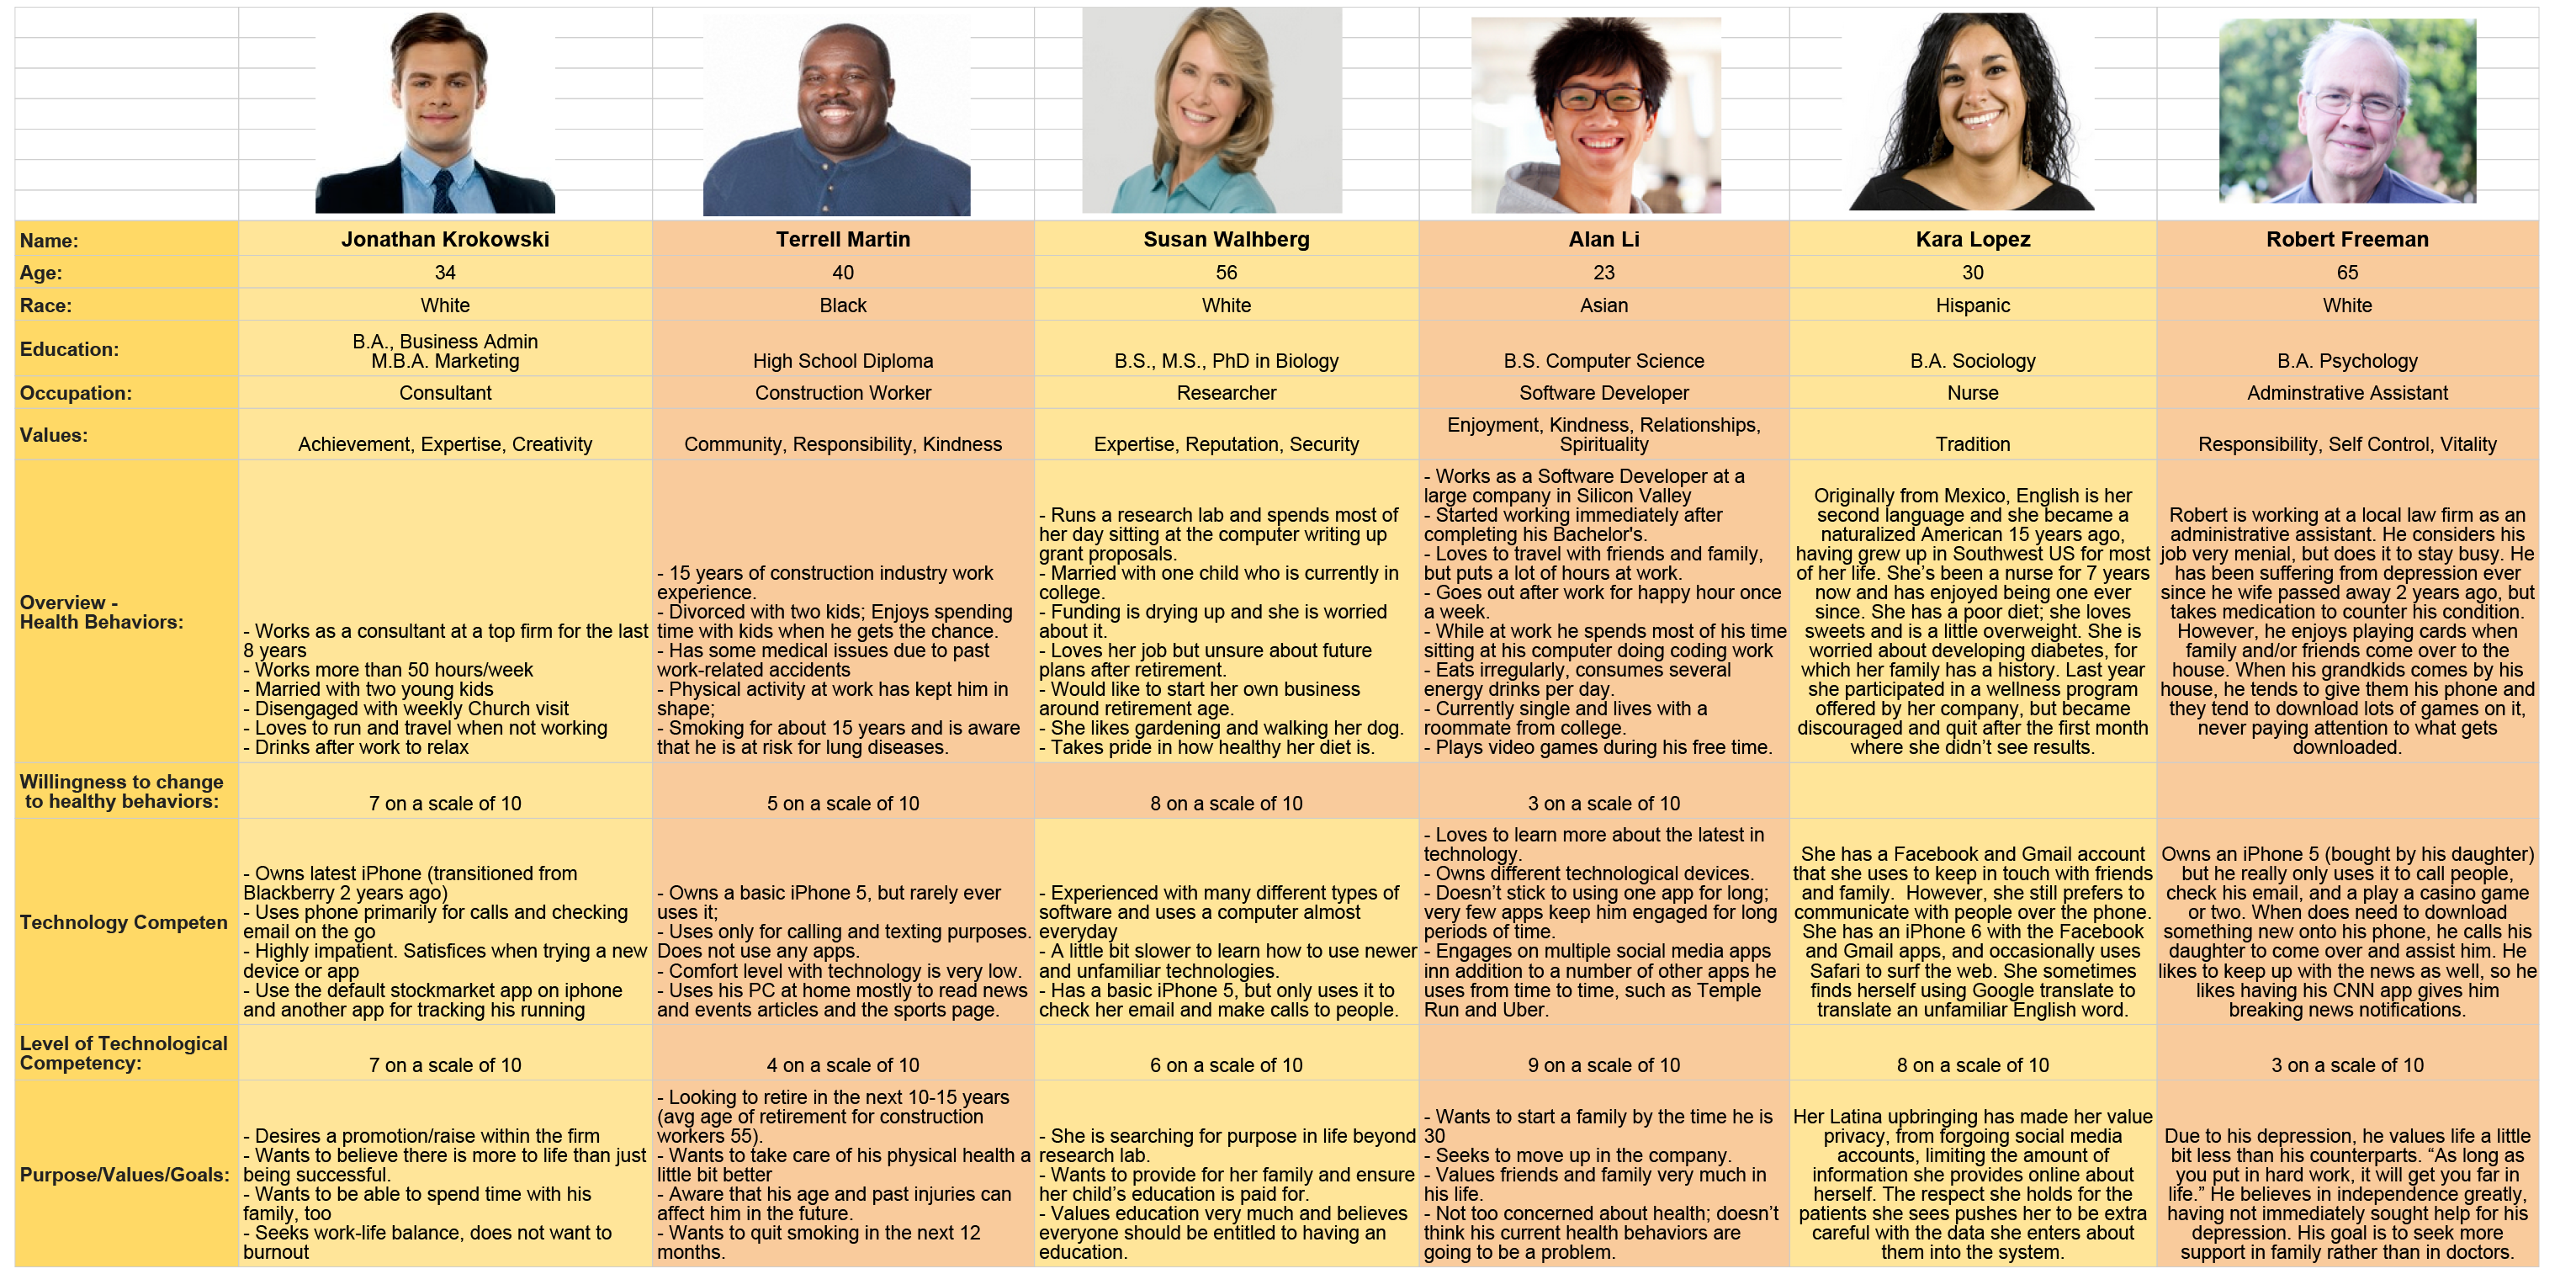 Name:
Jonathan Krokowski
Terrell Martin
Susan Walhberg
Alan Li
Kara Lopez
Robert Freeman
Age:
34
40
56
23
30
65
Race:
White
Black
White
Asian
Hispanic
White
Education:
B.A., Business Admin
M.B.A. Marketing
High School Diploma
B.S., M.S., PhD in Biology
B.S. Computer Science
B.A. Sociology
B.A. Psychology
Occupation:
Consultant
Construction Worker
Researcher
Software Developer
Nurse
Adminstrative Assistant
Values:
Achievement, Expertise, Creativity
Community, Responsibility, Kindness
Expertise, Reputation, Security
Enjoyment, Kindness, Relationships,
Spirituality
Tradition
Responsibility, Self Control, Vitality
Overview -
Health Behaviors:
- Works as a consultant at a top firm for the last
8 years
- Works more than 50 hours/week
- Married with two young kids
- Disengaged with weekly Church visit
- Loves to run and travel when not working
- Drinks after work to relax
- 15 years of construction industry work
experience.
- Divorced with two kids; Enjoys spending
time with kids when he gets the chance.
- Has some medical issues due to past
work-related accidents
- Physical activity at work has kept him in
shape;
- Smoking for about 15 years and is aware
that he is at risk for lung diseases.
- Runs a research lab and spends most of
her day sitting at the computer writing up
grant proposals.
- Married with one child who is currently in
college.
- Funding is drying up and she is worried
about it.
- Loves her job but unsure about future
plans after retirement.
- Would like to start her own business
around retirement age.
- She likes gardening and walking her dog.
- Takes pride in how healthy her diet is.
- Works as a Software Developer at a
large company in Silicon Valley
- Started working immediately after
completing his Bachelor's.
- Loves to travel with friends and family,
but puts a lot of hours at work.
- Goes out after work for happy hour once
a week.
- While at work he spends most of his time
sitting at his computer doing coding work
- Eats irregularly, consumes several
energy drinks per day.
- Currently single and lives with a
roommate from college.
- Plays video games during his free time.
Originally from Mexico, English is her
second language and she became a
naturalized American 15 years ago,
having grew up in Southwest US for most
of her life. She's been a nurse for 7 years
now and has enjoyed being one ever
since. She has a poor diet; she loves
sweets and is a little overweight. She is
worried about developing diabetes, for
which her family has a history. Last year
she participated in a wellness program
offered by her company, but became
discouraged and quit after the first month
where she didn't see results.
Robert is working at a local law firm as an
administrative assistant. He considers his
job very menial, but does it to stay busy. He
has been suffering from depression ever
since he wife passed away 2 years ago, but
takes medication to counter his condition.
However, he enjoys playing cards when
family and/or friends come over to the
house. When his grandkids comes by his
house, he tends to give them his phone and
they tend to download lots of games on it,
never paying attention to what gets
downloaded.
Willingness to change
to healthy behaviors:
7 on a scale of 10
5 on a scale of 10
8 on a scale of 10
3 on a scale of 10
Technology Competen
- Owns latest iPhone (transitioned from
Blackberry 2 years ago)
- Uses phone primarily for calls and checking
email on the go
- Highly impatient. Satisfices when trying a new
device or app
- Use the default stockmarket app on iphone
and another app for tracking his running
- Owns a basic iPhone 5, but rarely ever
uses it;
- Uses only for calling and texting purposes.
Does not use any apps.
- Comfort level with technology is very low.
- Uses his PC at home mostly to read news
and events articles and the sports page.
- Experienced with many different types of
software and uses a computer almost
everyday
- A little bit slower to learn how to use newer
and unfamiliar technologies.
- Has a basic iPhone 5, but only uses it to
check her email and make calls to people.
- Loves to learn more about the latest in
technology.
- Owns different technological devices.
- Doesn't stick to using one app for long;
very few apps keep him engaged for long
periods of time.
- Engages on multiple social media apps
inn addition to a number of other apps he
uses from time to time, such as Temple
Run and Uber.
She has a Facebook and Gmail account
that she uses to keep in touch with friends
and family.  However, she still prefers to
communicate with people over the phone.
She has an iPhone 6 with the Facebook
and Gmail apps, and occasionally uses
Safari to surf the web. She sometimes
finds herself using Google translate to
translate an unfamiliar English word.
Owns an iPhone 5 (bought by his daughter)
but he really only uses it to call people,
check his email, and a play a casino game
or two. When does need to download
something new onto his phone, he calls his
daughter to come over and assist him. He
likes to keep up with the news as well, so he
likes having his CNN app gives him
breaking news notifications.
Level of Technological
Competency:
7 on a scale of 10
4 on a scale of 10
6 on a scale of 10
9 on a scale of 10
8 on a scale of 10
3 on a scale of 10
Purpose/Values/Goals:
- Desires a promotion/raise within the firm
- Wants to believe there is more to life than just
being successful.
- Wants to be able to spend time with his
family, too
- Seeks work-life balance, does not want to
burnout
- Looking to retire in the next 10-15 years
(avg age of retirement for construction
workers 55).
- Wants to take care of his physical health a
little bit better
- Aware that his age and past injuries can
affect him in the future.
- Wants to quit smoking in the next 12
months.
- She is searching for purpose in life beyond
research lab.
- Wants to provide for her family and ensure
her child's education is paid for.
- Values education very much and believes
everyone should be entitled to having an
education.
- Wants to start a family by the time he is
30
- Seeks to move up in the company.
- Values friends and family very much in
his life.
- Not too concerned about health; doesn't
think his current health behaviors are
going to be a problem.
Her Latina upbringing has made her value
privacy, from forgoing social media
accounts, limiting the amount of
information she provides online about
herself. The respect she holds for the
patients she sees pushes her to be extra
careful with the data she enters about
them into the system.
Due to his depression, he values life a little
bit less than his counterparts. “As long as
you put in hard work, it will get you far in
life.” He believes in independence greatly,
having not immediately sought help for his
depression. His goal is to seek more
support in family rather than in doctors.